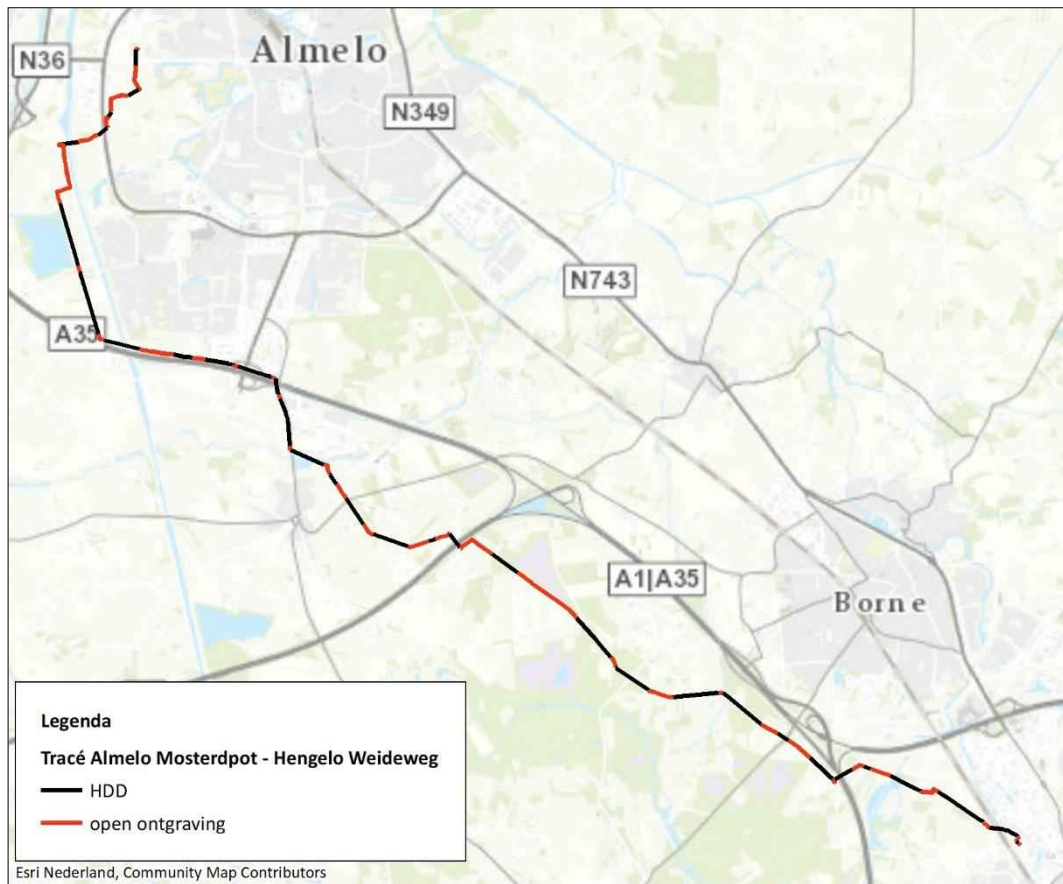 Almelo
N36
N349
N743
A35
A1|A35
Borne
Legenda
Tracé Almelo Mosterdpot - Hengelo Weideweg
HDD
open ontgraving
Esri Nederland, Community Map Contributors